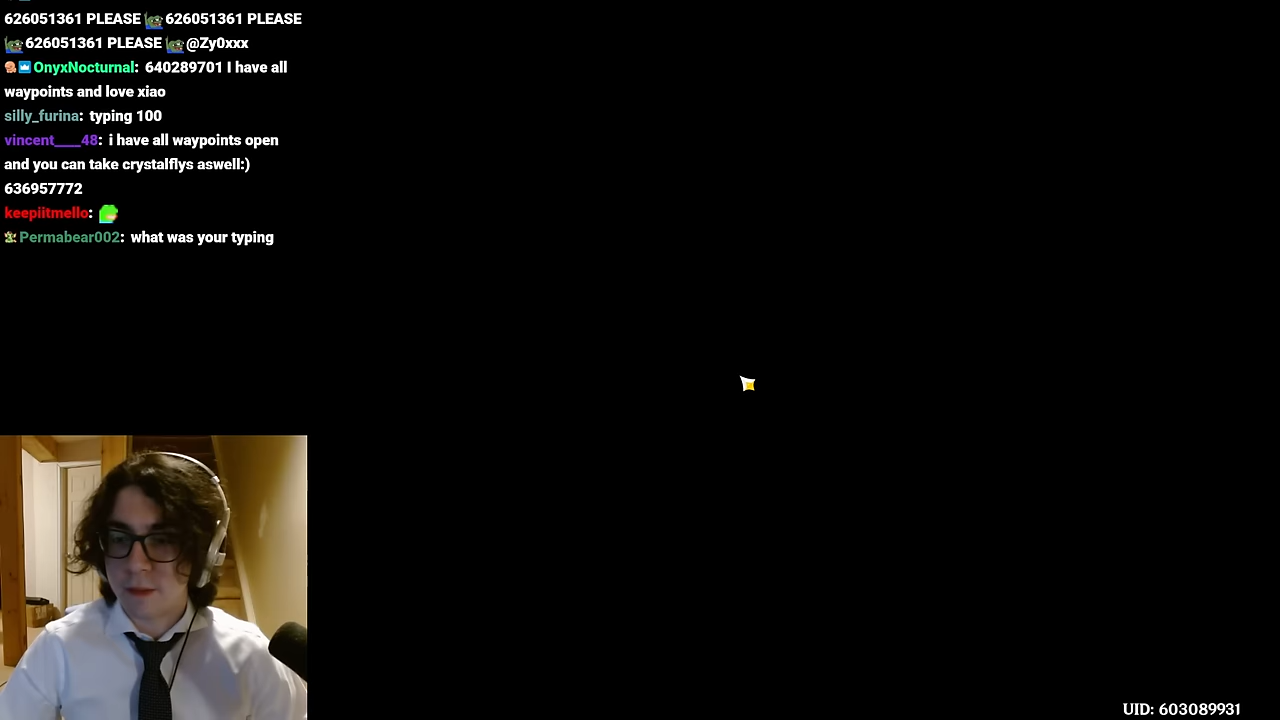 626051361 PLEASE 626051361 PLEASE
626051361 PLEASE @Zy0xxx
OnyxNocturnal: 640289701 I have all
waypoints and love xiao
silly_furina: typing 100
vincent___48: i have all waypoints open
and you can take crystalflys aswell:)
636957772
keepiitmello:
Permabear002: what was your typing
UID: 603089931